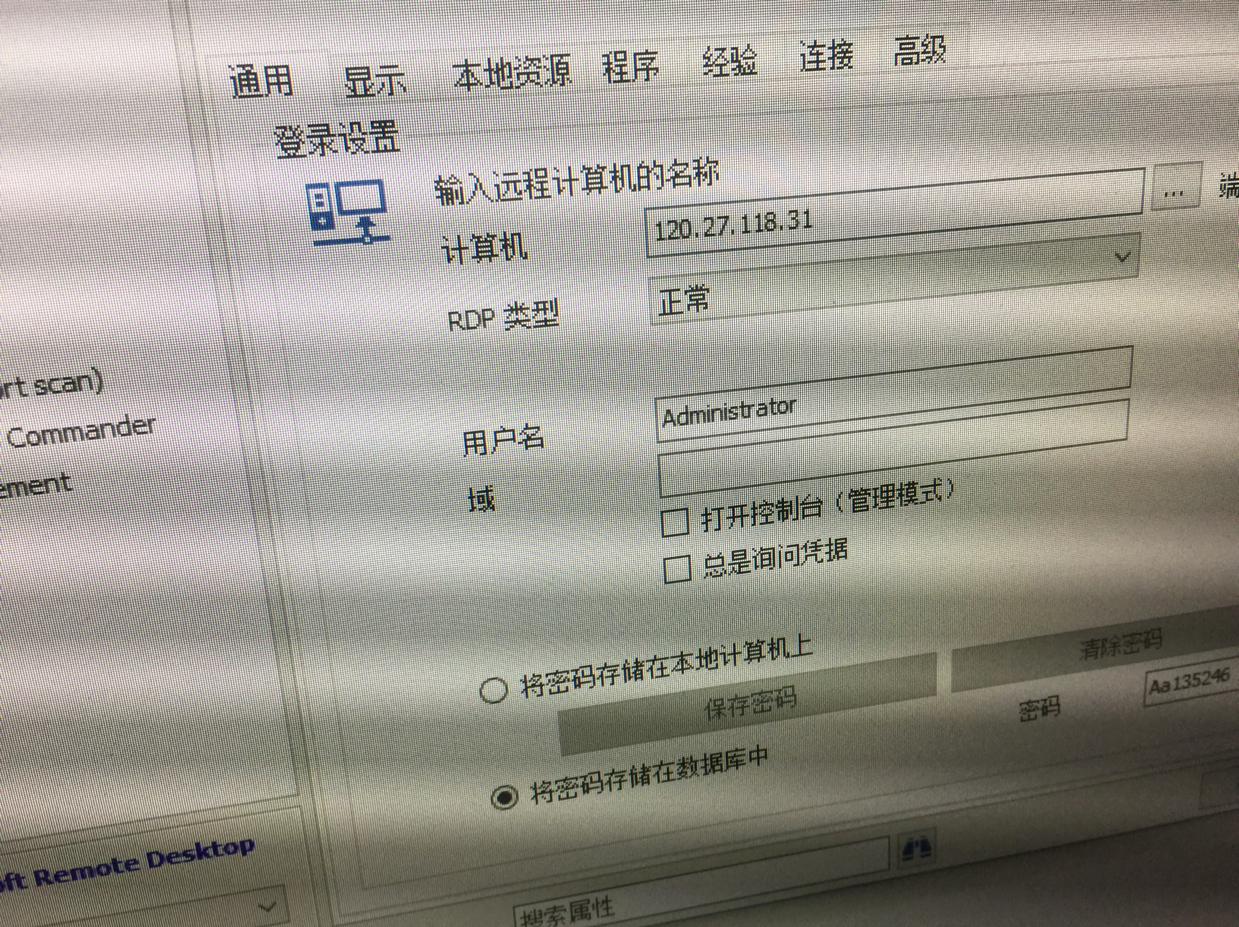 通用 显示 本地资源 程序 经验 连接 高级
登录设置
输入远程计算机的名称
计算机 120.27.118.31 ... 端
RDP 类型 正常
rt scan)
Commander
ement
用户名 Administrator
域
打开控制台（管理模式）
总是询问凭据
将密码存储在本地计算机上
保存密码 清除密码
密码 Aa135246
将密码存储在数据库中
oft Remote Desktop
搜索属性